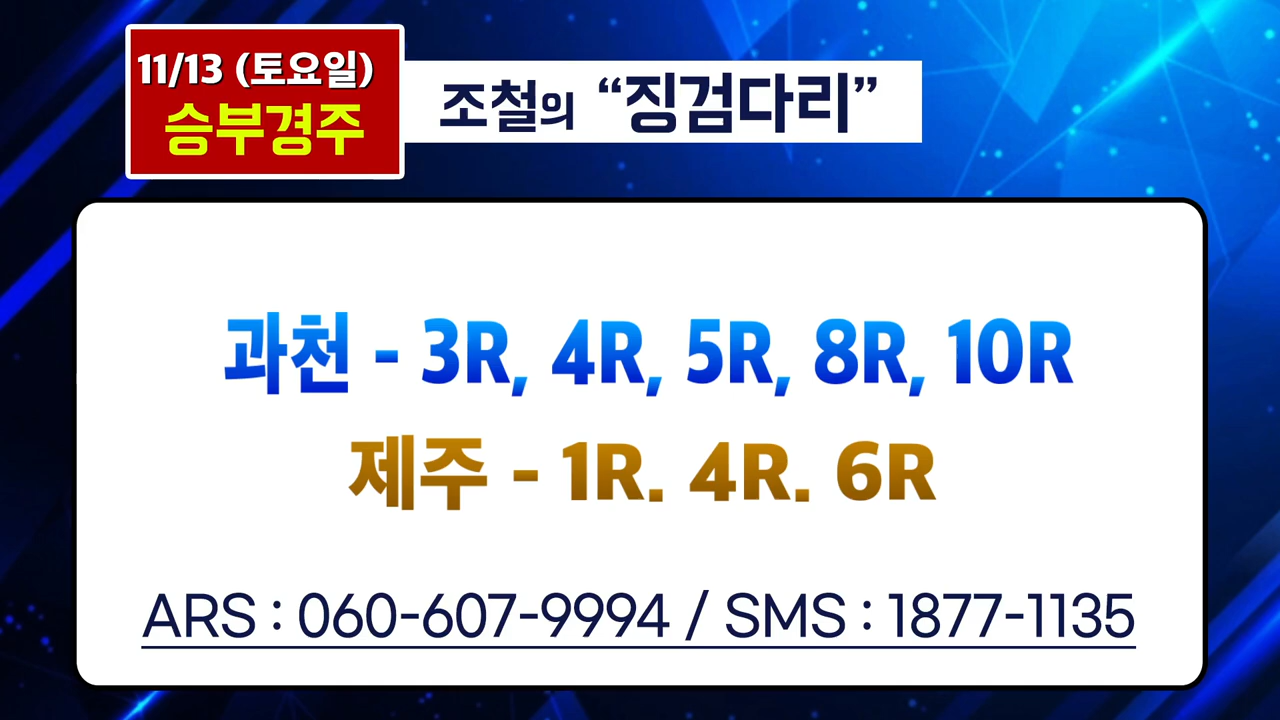 11/13 (토요일)
승부경주
조철의 “징검다리”
과천 - 3R, 4R, 5R, 8R, 10R
제주 - 1R. 4R. 6R
ARS : 060-607-9994 / SMS : 1877-1135